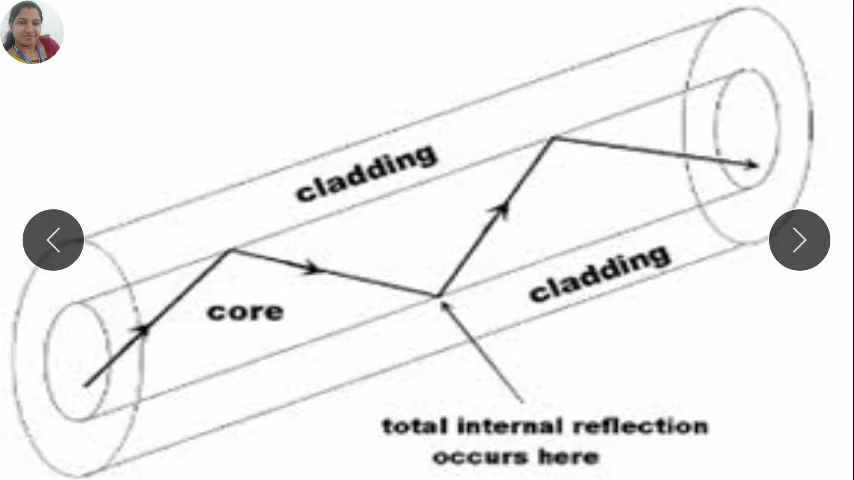 cladding
core
cladding
total internal reflection
occurs here